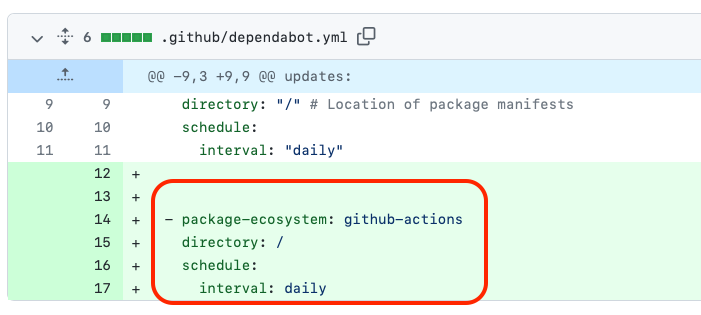 6 .github/dependabot.yml
@@ -9,3 +9,9 @@ updates:
9 9 directory: "/" # Location of package manifests
10 10 schedule:
11 11 interval: "daily"
12 +
13 +
14 + - package-ecosystem: github-actions
15 + directory: /
16 + schedule:
17 + interval: daily